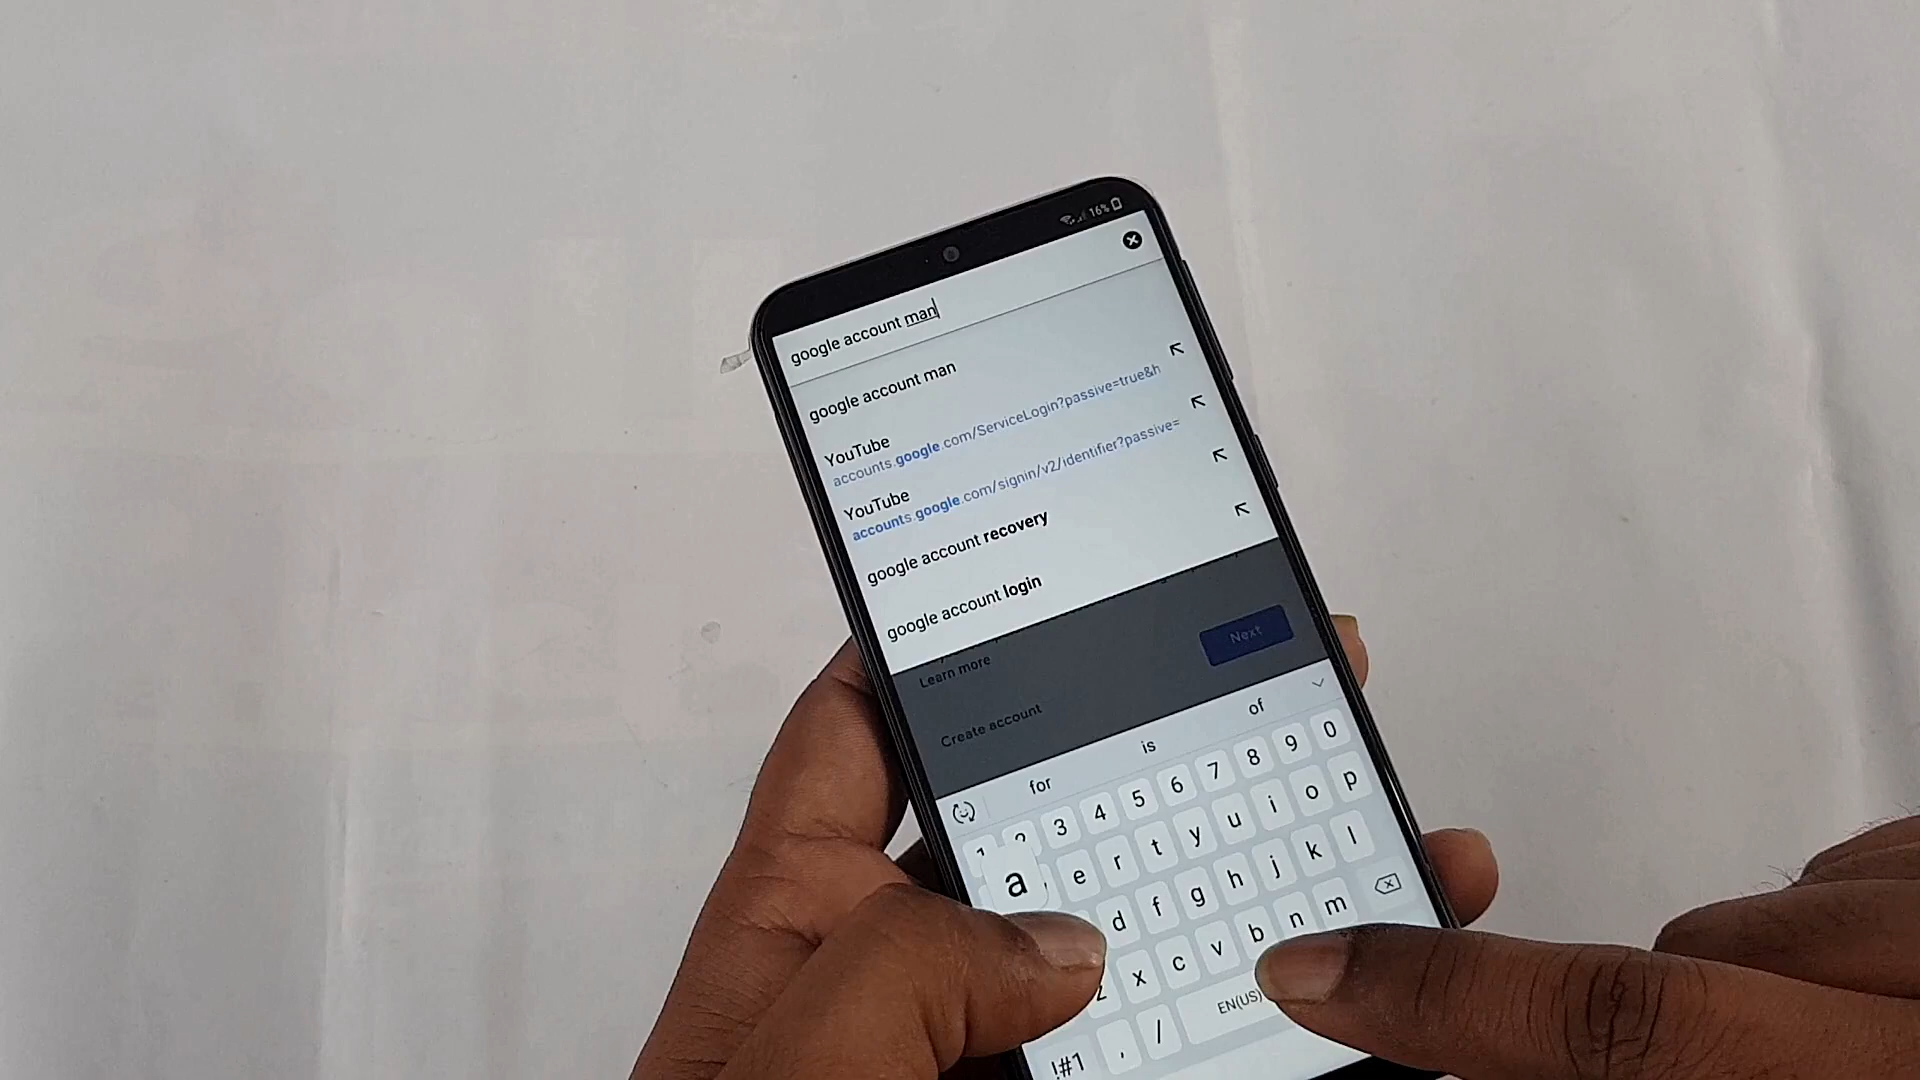 16%
google account man
google account man
YouTube
accounts.google.com/ServiceLogin?passive=true&h
YouTube
accounts.google.com/signin/v2/identifier?passive=
google account recovery
google account login
Learn more
Next
Create account
for is of
1 2 3 4 5 6 7 8 9 0
e r t y u i o p
a d f g h j k l
z x c v b n m
!#1 , / EN(US)